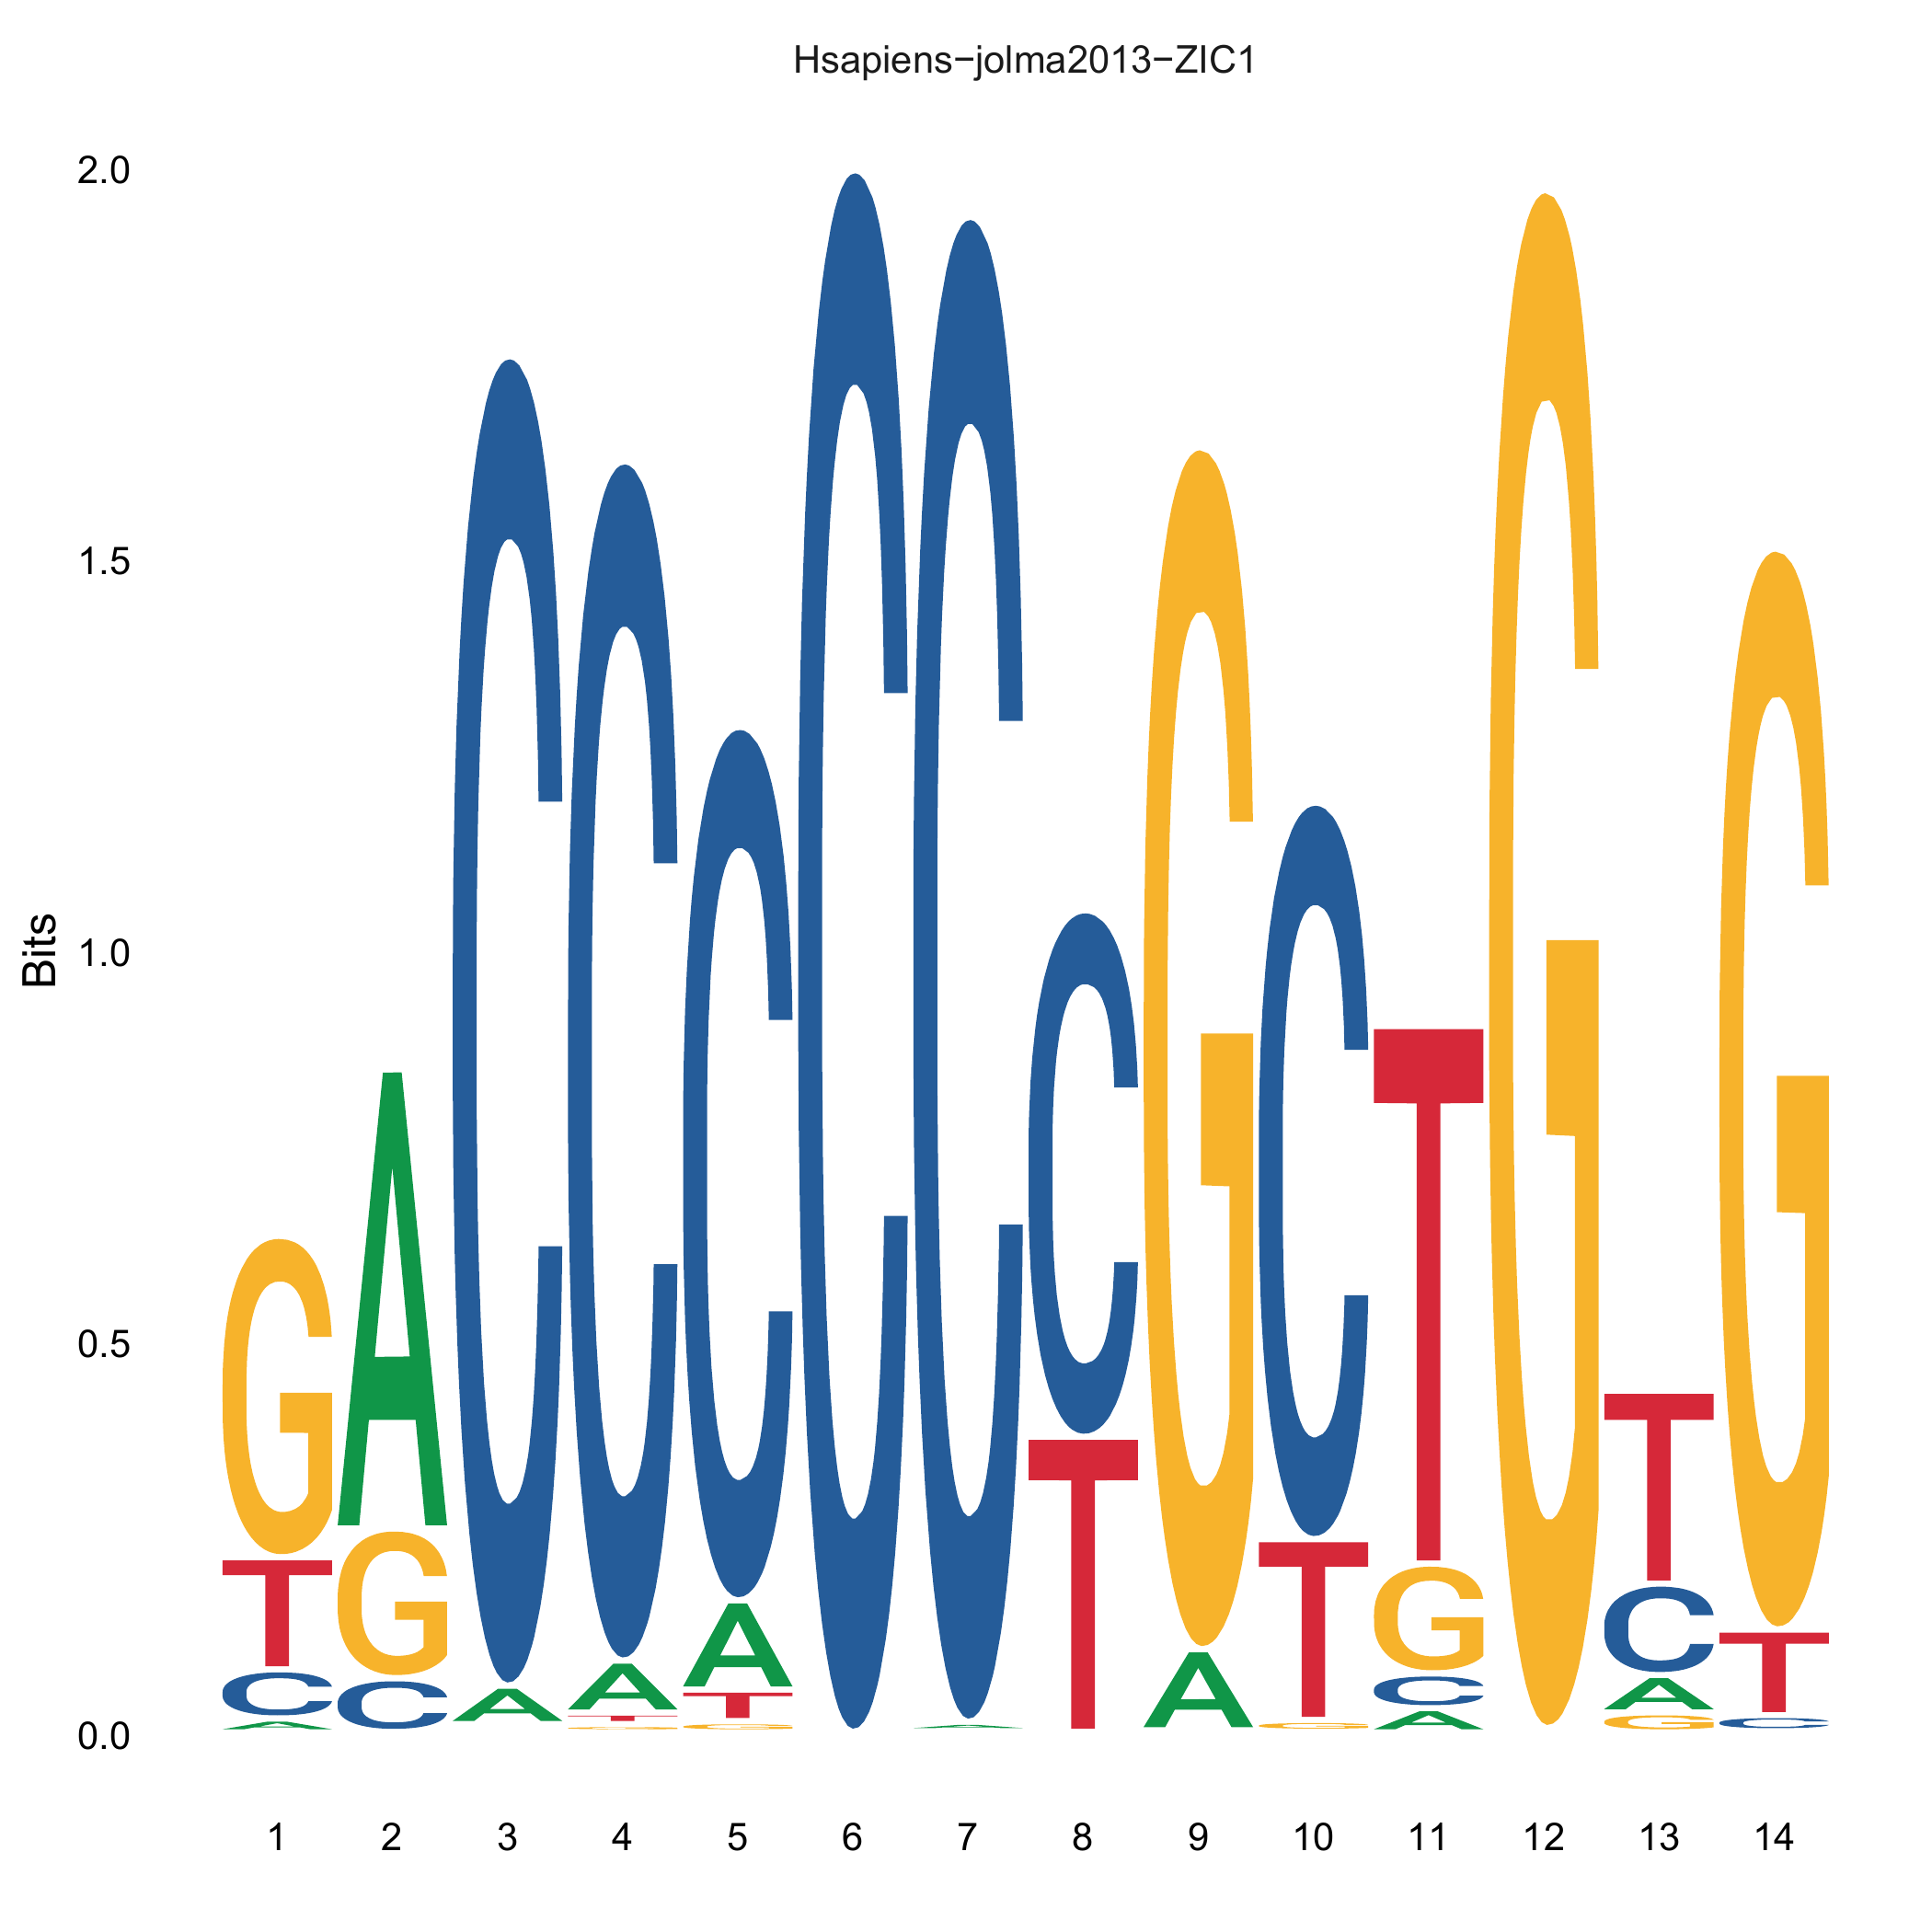 Hsapiens−jolma2013−ZIC1
2.0
1.5
1.0
0.5
0.0
Bits
G A C C C C C C G C T G T G
T G A A A A T A T G C T
C C T T G C A C
A G G A G
1 2 3 4 5 6 7 8 9 10 11 12 13 14